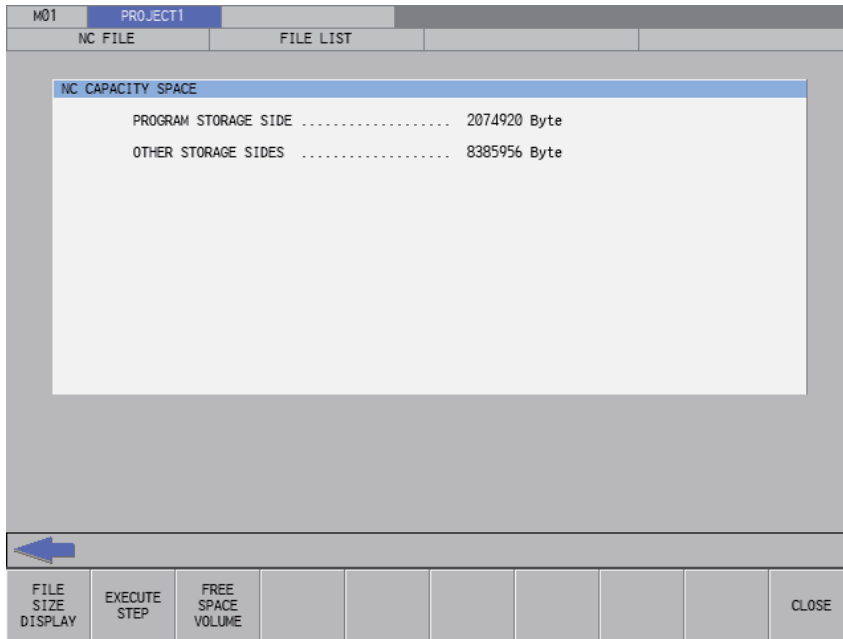 MØ1 PROJECT1
NC FILE FILE LIST
NC CAPACITY SPACE
PROGRAM STORAGE SIDE ................... 2074920 Byte
OTHER STORAGE SIDES ................... 8385956 Byte
FILE SIZE DISPLAY
EXECUTE STEP
FREE SPACE VOLUME
CLOSE